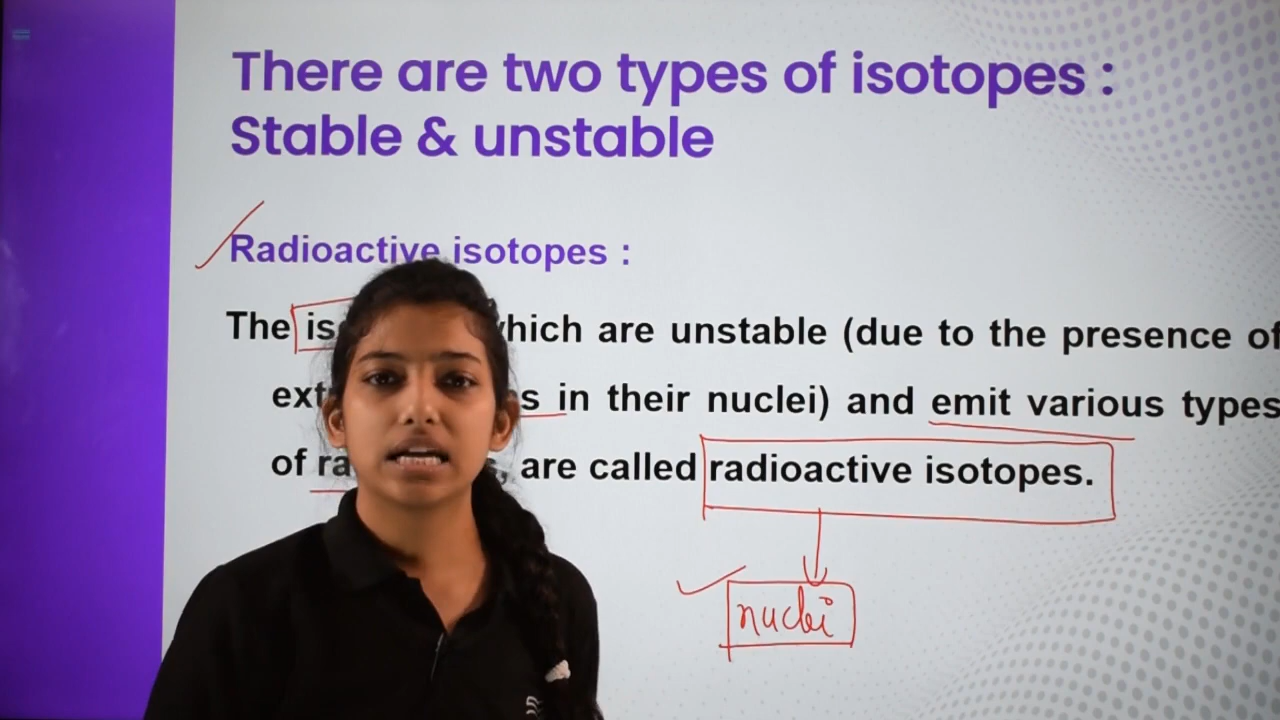 There are two types of isotopes :
Stable & unstable
Radioactive isotopes :
The which are unstable (due to the presence of
in their nuclei) and emit various types
of are called radioactive isotopes.
nuclei